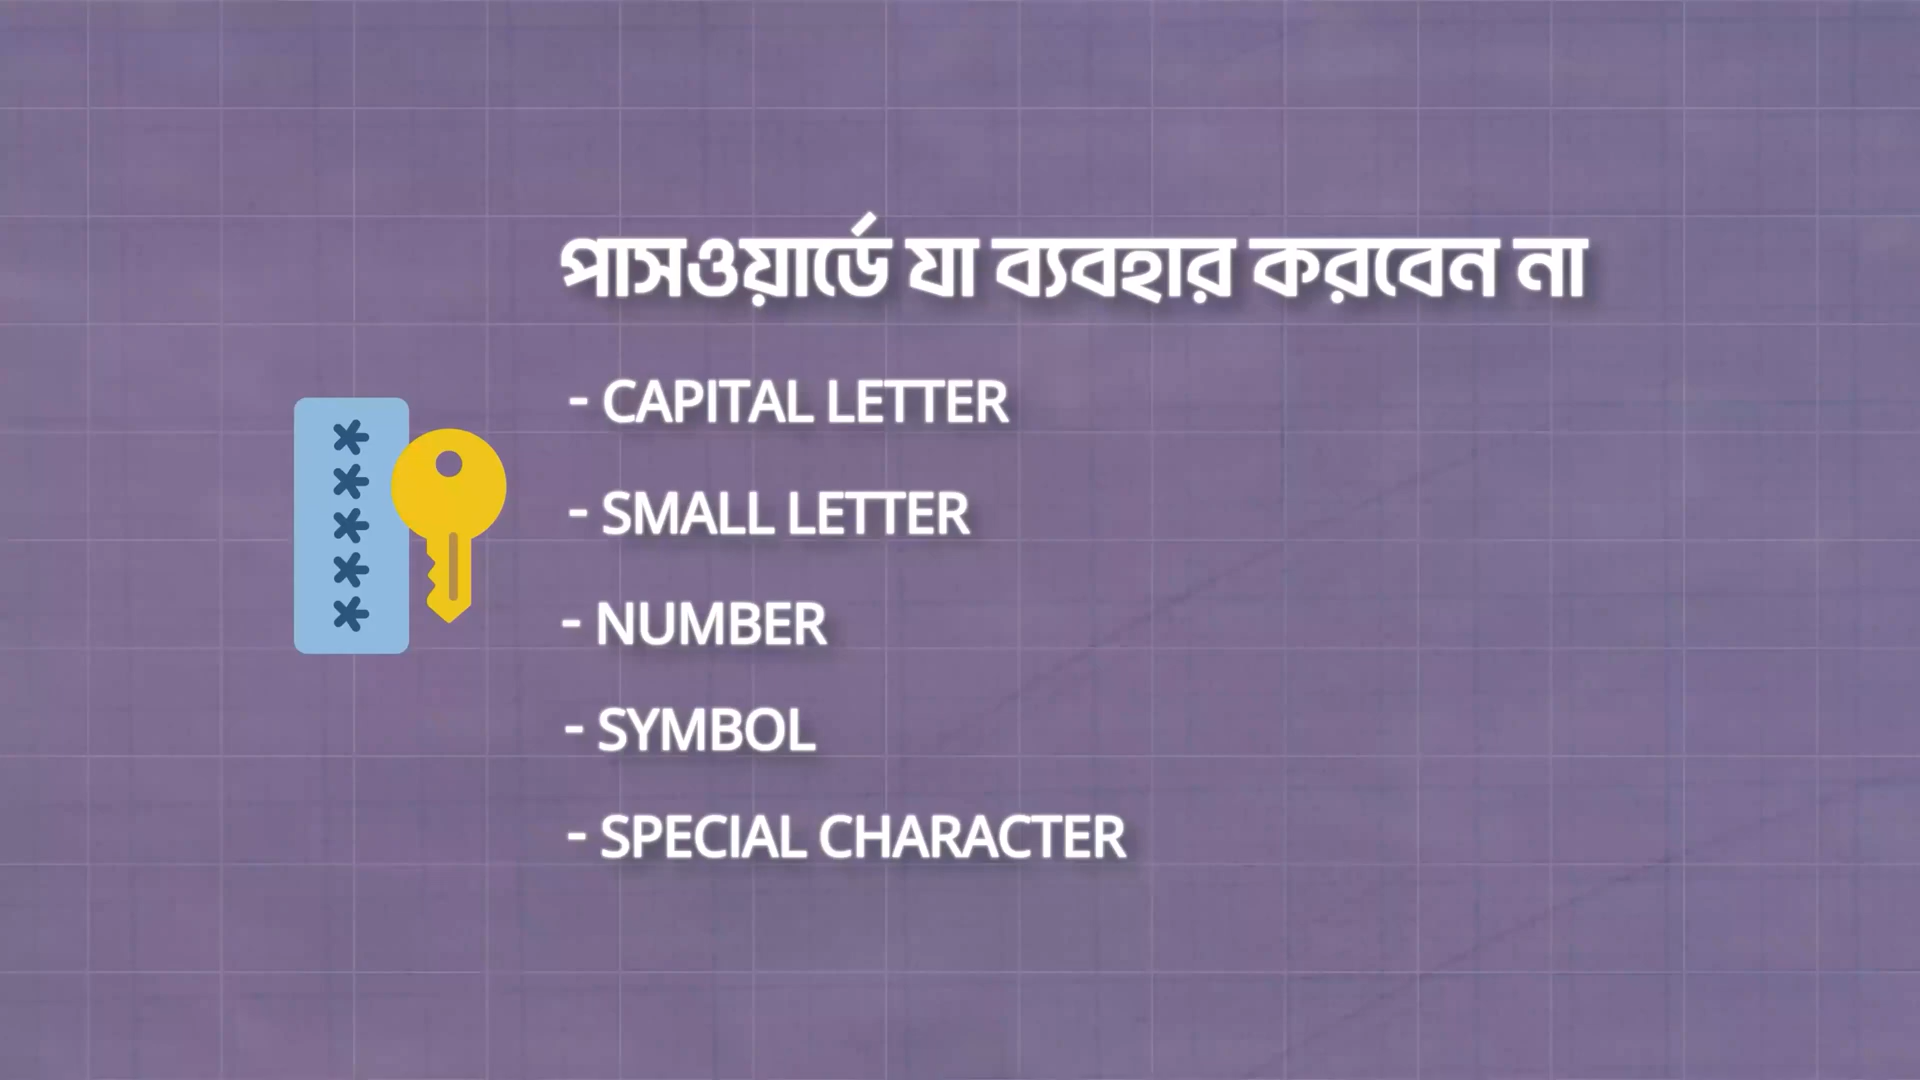 পাসওয়ার্ডে যা ব্যবহার করবেন না
- CAPITAL LETTER
- SMALL LETTER
- NUMBER
- SYMBOL
- SPECIAL CHARACTER